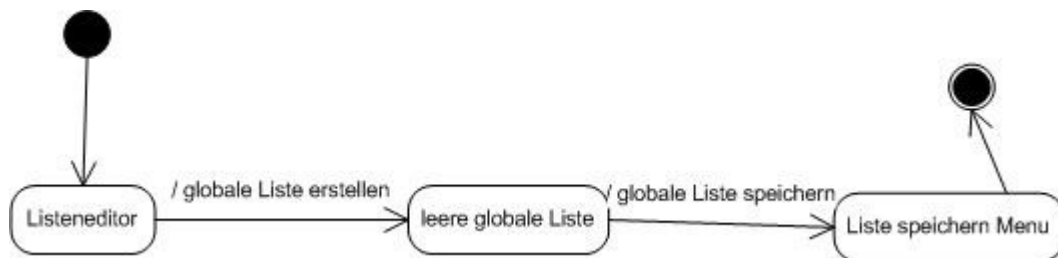 Listeneditor
/ globale Liste erstellen
leere globale Liste
/ globale Liste speichern
Liste speichern Menu